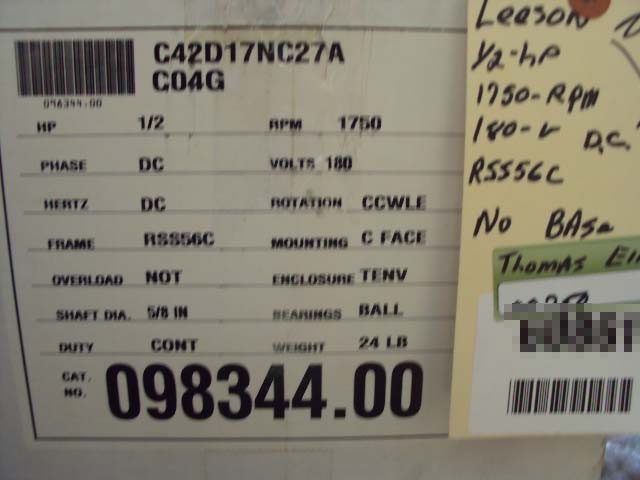 C42D17NC27A
C04G
098344.00
HP 1/2 RPM 1750
PHASE DC VOLTS 180
HERTZ DC ROTATION CCWLE
FRAME RSS56C MOUNTING C FACE
OVERLOAD NOT ENCLOSURE TENV
SHAFT DIA. 5/8 IN BEARINGS BALL
DUTY CONT WEIGHT 24 LB
CAT. NO. 098344.00
Leeson
1/2-hp
1750-RPM
180-v D.C.
RSS56C
No BASe
Thomas